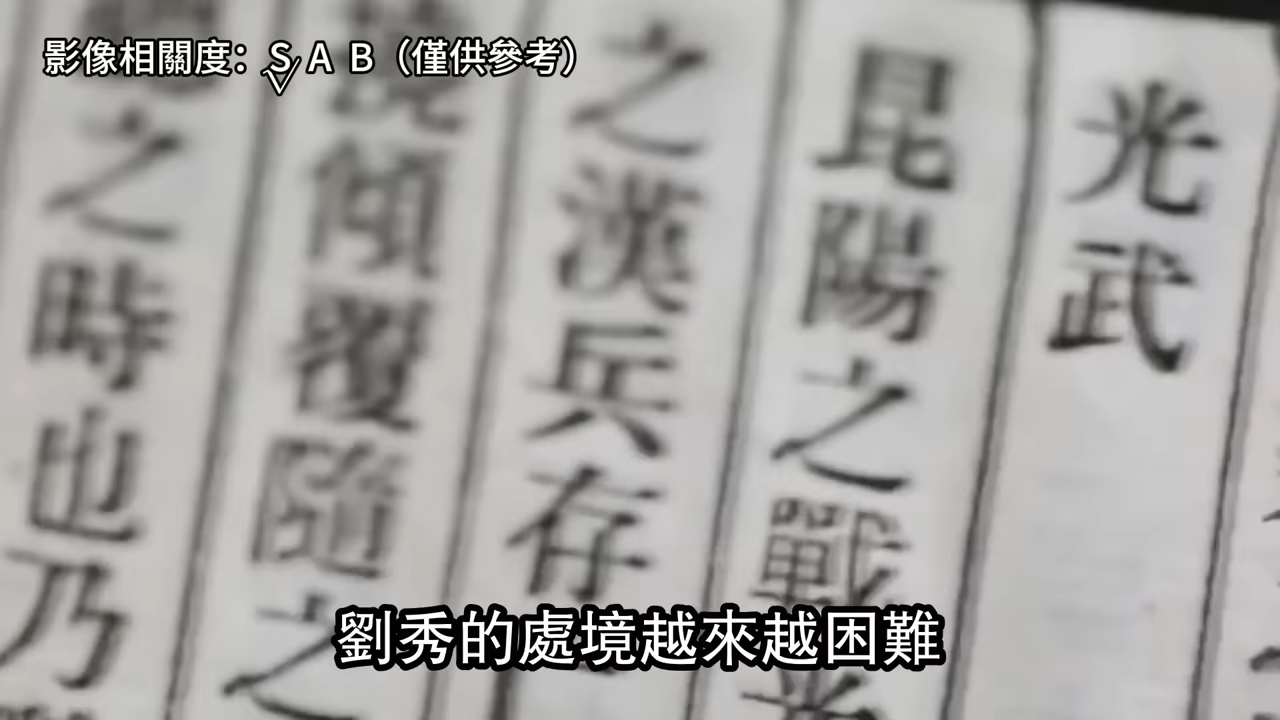 影像相關度：S A B（僅供參考）
光武
昆陽之戰光
之漢兵存
傾覆隨之
之時也乃
劉秀的處境越來越困難